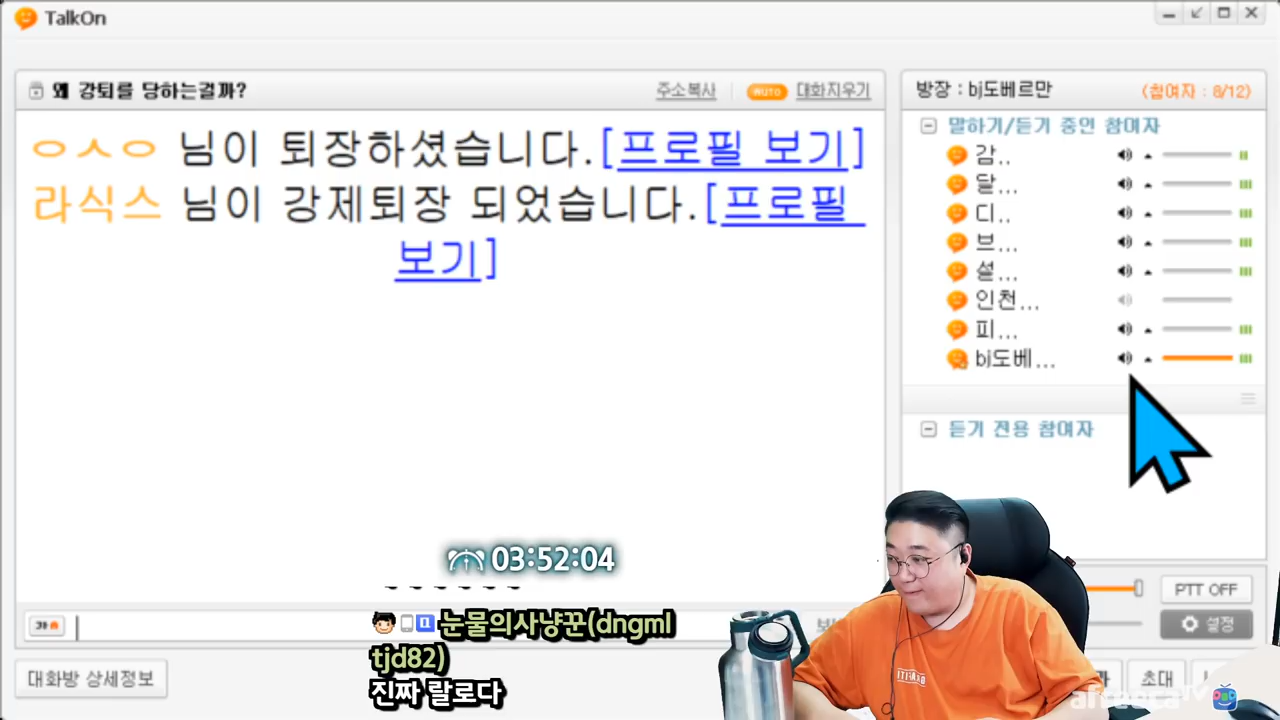 TalkOn
왜 강퇴를 당하는걸까?
주소복사
AUTO
대화지우기
ㅇㅅㅇ 님이 퇴장하셨습니다.[프로필 보기]
라식스 님이 강제퇴장 되었습니다.[프로필
보기]
방장 : bj도베르만
(참여자 : 8/12)
말하기/듣기 중인 참여자
감..
달...
디..
브...
설...
인천...
피...
bj도베...
듣기 전용 참여자
03:52:04
PTT OFF
설정
가
눈물의사냥꾼(dngml
tjd82)
진짜 랄로다
대화방 상세정보
초대
afreecaTV